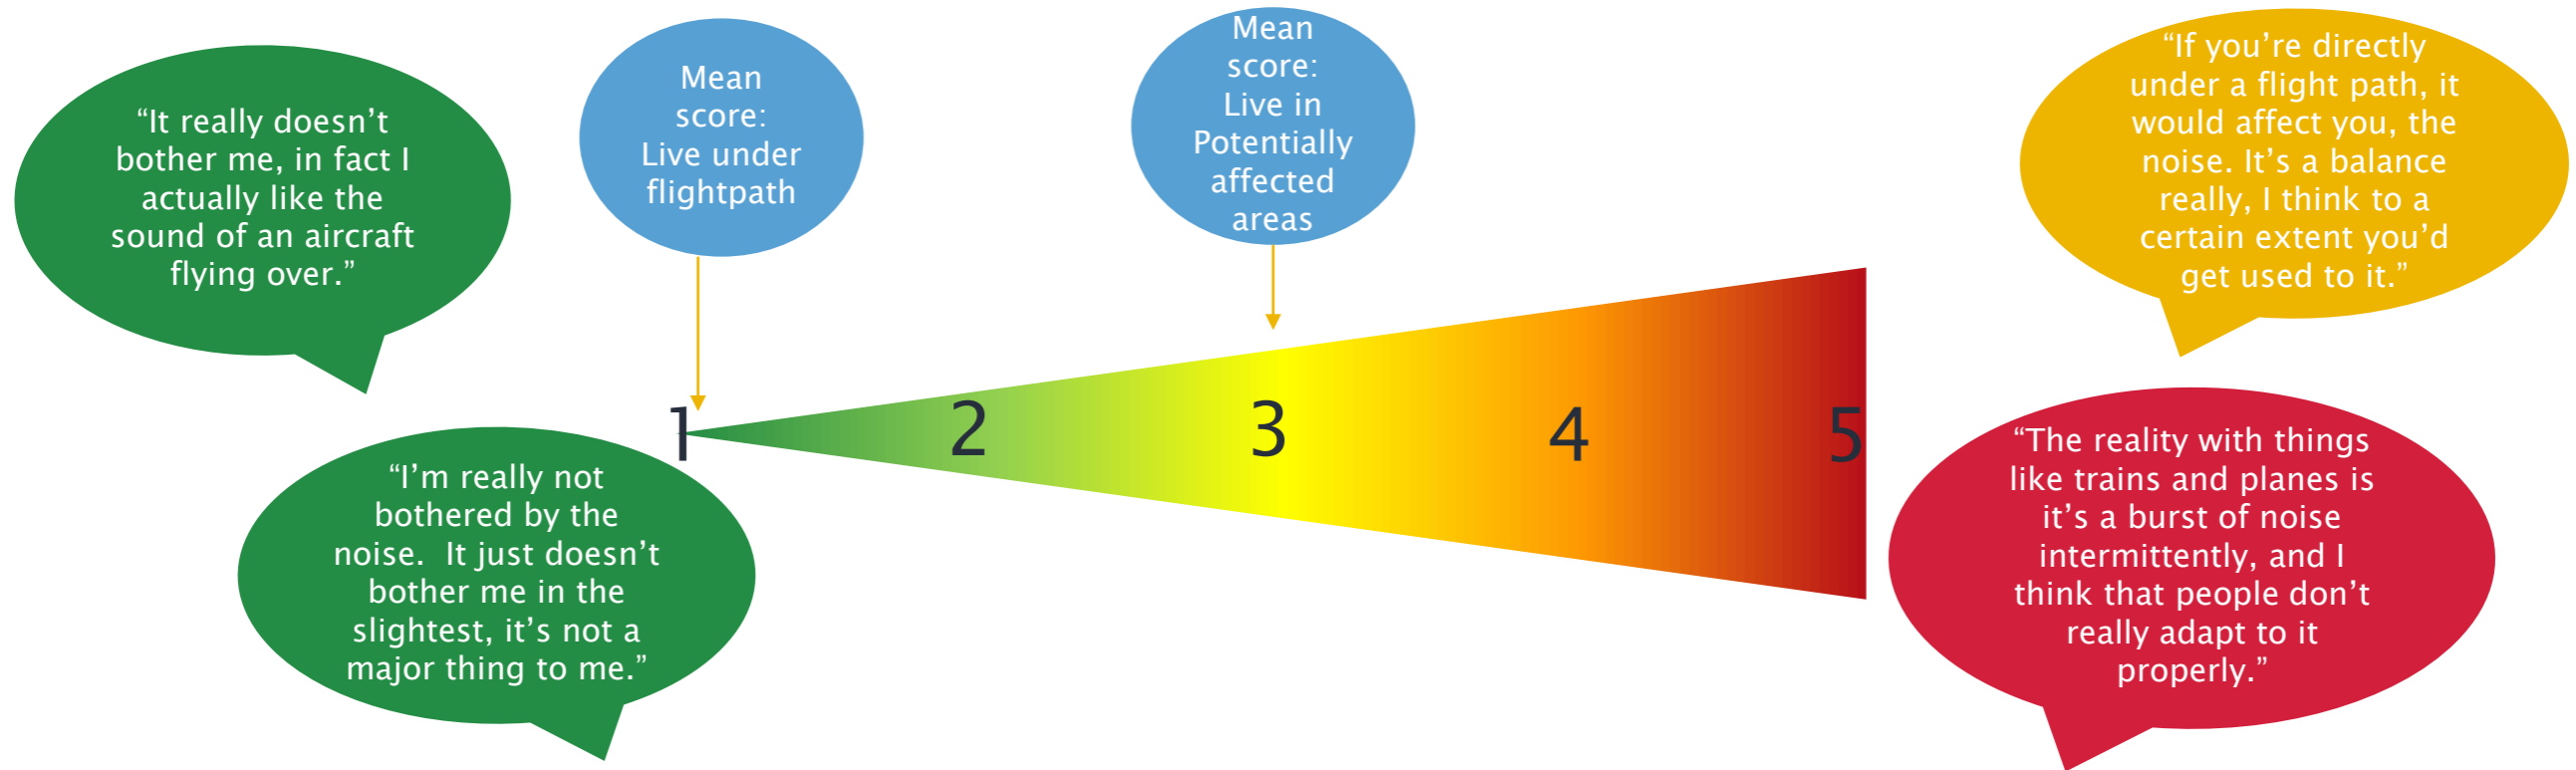 “It really doesn’t
bother me, in fact I
actually like the
sound of an aircraft
flying over.”
Mean
score:
Live under
flightpath
Mean
score:
Live in
Potentially
affected
areas
“If you’re directly
under a flight path, it
would affect you, the
noise. It’s a balance
really, I think to a
certain extent you’d
get used to it.”
1
2
3
4
5
“I’m really not
bothered by the
noise.  It just doesn’t
bother me in the
slightest, it’s not a
major thing to me.”
“The reality with things
like trains and planes is
it’s a burst of noise
intermittently, and I
think that people don’t
really adapt to it
properly.”